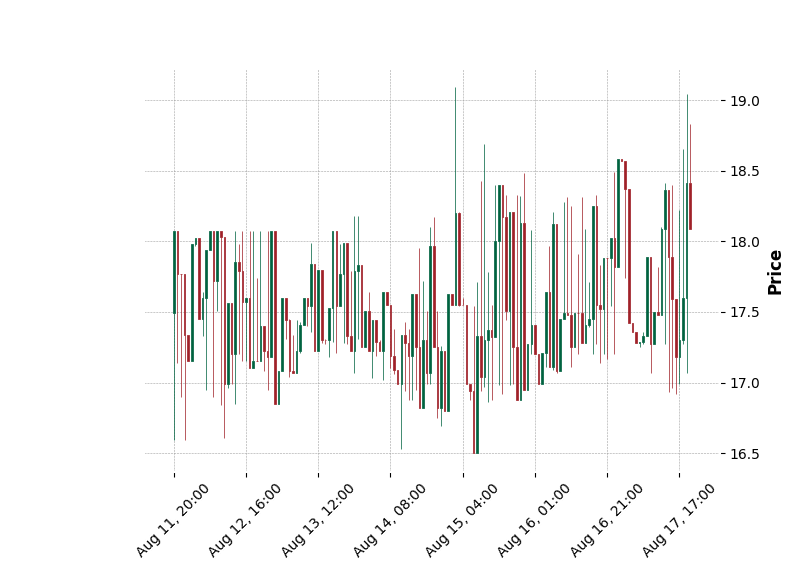 19.0
18.5
18.0
17.5
17.0
16.5
Price
Aug 11, 20:00
Aug 12, 16:00
Aug 13, 12:00
Aug 14, 08:00
Aug 15, 04:00
Aug 16, 01:00
Aug 16, 21:00
Aug 17, 17:00